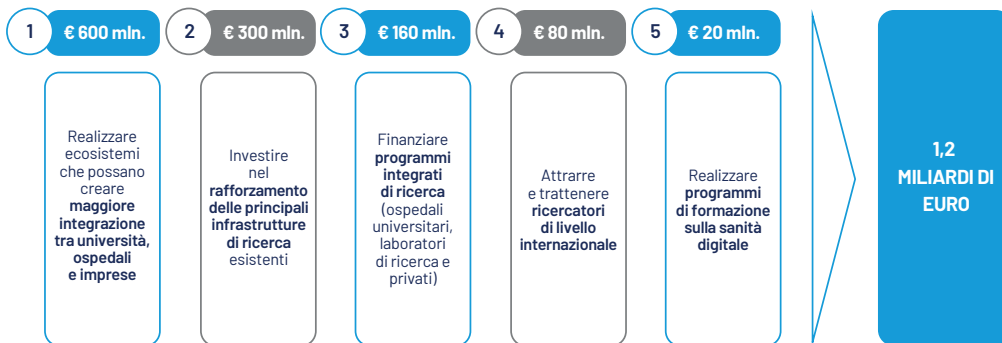 1
€ 600 mln.
2
€ 300 mln.
3
€ 160 mln.
4
€ 80 mln.
5
€ 20 mln.
Realizzare
ecosistemi
che possano
creare
maggiore
integrazione
tra università,
ospedali
e imprese
Investire
nel
rafforzamento
delle principali
infrastrutture
di ricerca
esistenti
Finanziare
programmi
integrati
di ricerca
(ospedali
universitari,
laboratori
di ricerca e
privati)
Attrarre
e trattenere
ricercatori
di livello
internazionale
Realizzare
programmi
di formazione
sulla sanità
digitale
1,2
MILIARDI DI
EURO